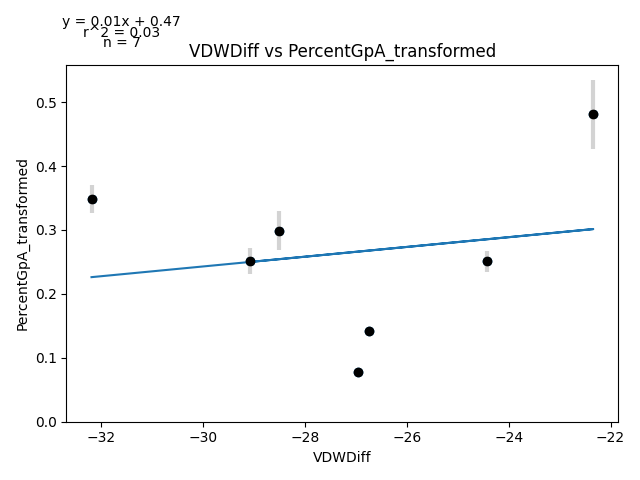 y = 0.01x + 0.47
r^2 = 0.03
n = 7
VDWDiff vs PercentGpA_transformed
PercentGpA_transformed
0.5
0.4
0.3
0.2
0.1
0.0
−32
−30
−28
−26
−24
−22
VDWDiff